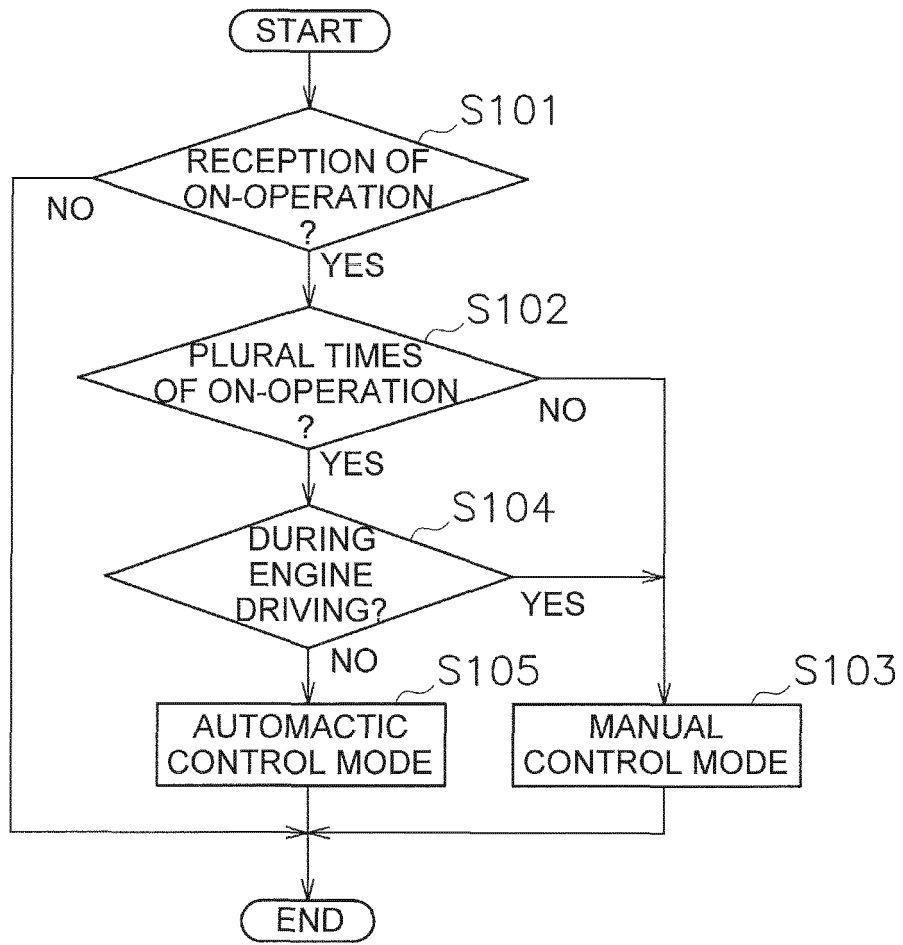 START
S101
RECEPTION OF
ON-OPERATION
?
NO
YES
S102
PLURAL TIMES
OF ON-OPERATION
?
NO
YES
S104
DURING
ENGINE
DRIVING?
YES
NO
S105
S103
AUTOMACTIC
CONTROL MODE
MANUAL
CONTROL MODE
END